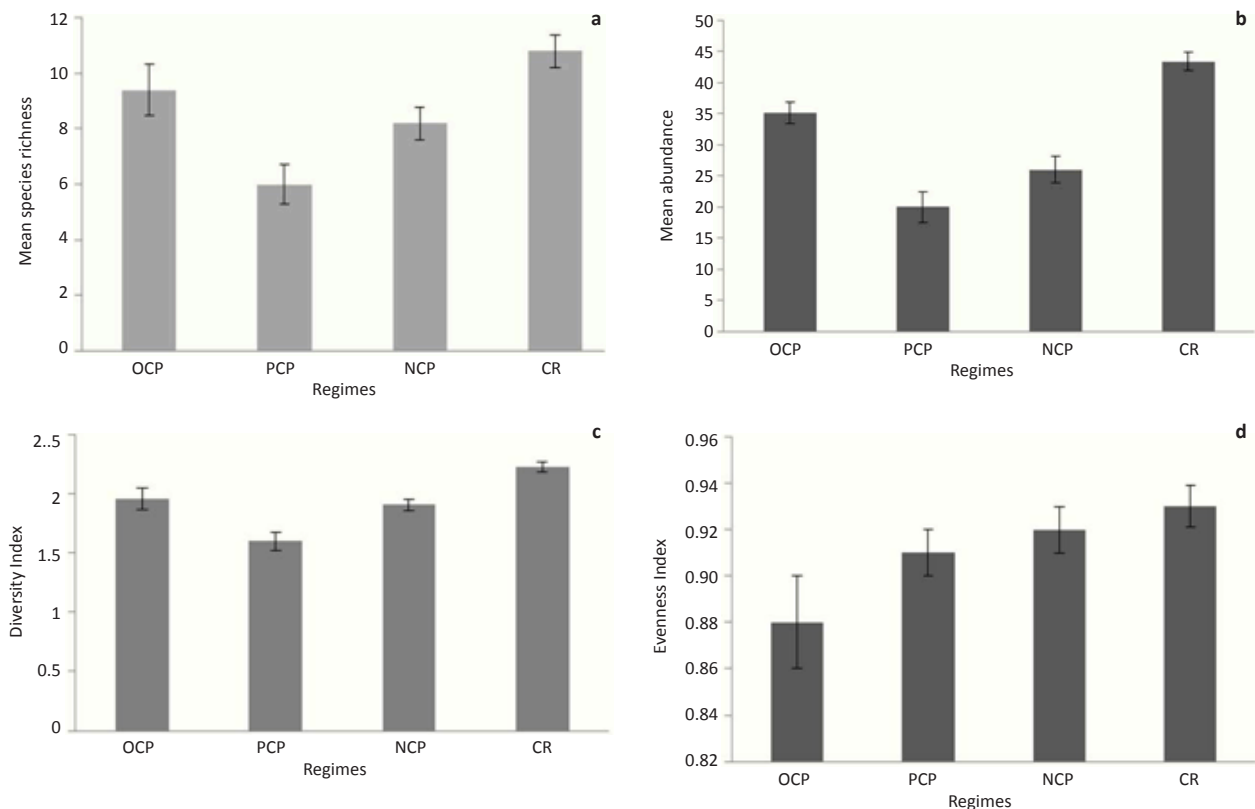 a
Mean species richness
12
10
8
6
4
2
0
OCP PCP NCP CR
Regimes
b
Mean abundance
50
45
40
35
30
25
20
15
10
5
0
OCP PCP NCP CR
Regimes
c
Diversity Index
2..5
2
1.5
1
0.5
0
OCP PCP NCP CR
Regimes
d
Evenness Index
0.96
0.94
0.92
0.90
0.88
0.86
0.84
0.82
OCP PCP NCP CR
Regimes